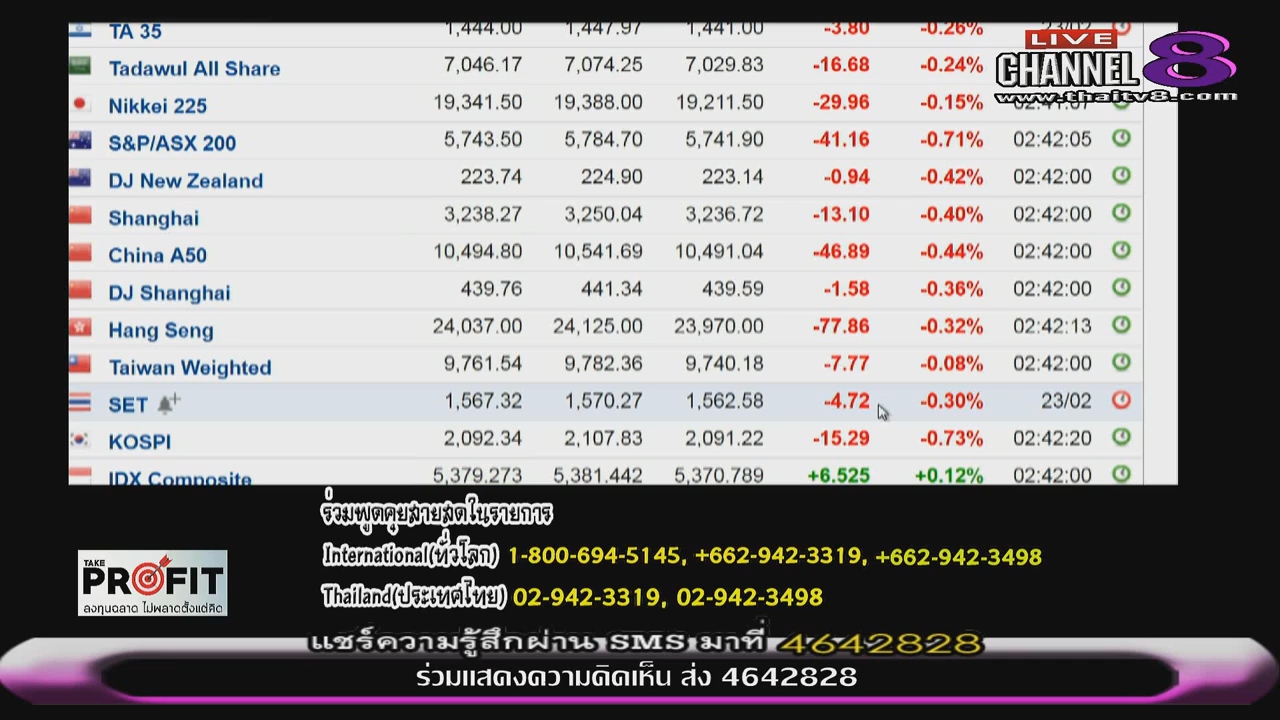 TA 35 1,444.00 1,447.97 1,441.00 -3.80 -0.26% 23/02
LIVE
CHANNEL 8
www.thaitv8.com
Tadawul All Share 7,046.17 7,074.25 7,029.83 -16.68 -0.24%
Nikkei 225 19,341.50 19,388.00 19,211.50 -29.96 -0.15%
S&P/ASX 200 5,743.50 5,784.70 5,741.90 -41.16 -0.71% 02:42:05
DJ New Zealand 223.74 224.90 223.14 -0.94 -0.42% 02:42:00
Shanghai 3,238.27 3,250.04 3,236.72 -13.10 -0.40% 02:42:00
China A50 10,494.80 10,541.69 10,491.04 -46.89 -0.44% 02:42:00
DJ Shanghai 439.76 441.34 439.59 -1.58 -0.36% 02:42:00
Hang Seng 24,037.00 24,125.00 23,970.00 -77.86 -0.32% 02:42:13
Taiwan Weighted 9,761.54 9,782.36 9,740.18 -7.77 -0.08% 02:42:00
SET 1,567.32 1,570.27 1,562.58 -4.72 -0.30% 23/02
KOSPI 2,092.34 2,107.83 2,091.22 -15.29 -0.73% 02:42:20
IDX Composite 5,379.273 5,381.442 5,370.789 +6.525 +0.12% 02:42:00
ร่วมพูดคุยสายสดในรายการ
International(ทั่วโลก) 1-800-694-5145, +662-942-3319, +662-942-3498
Thailand(ประเทศไทย) 02-942-3319, 02-942-3498
TAKE
PROFIT
ลงทุนฉลาด ไม่พลาดตั้งแต่คิด
แชร์ความรู้สึกผ่าน SMS มาที่ 4642828
ร่วมแสดงความคิดเห็น ส่ง 4642828